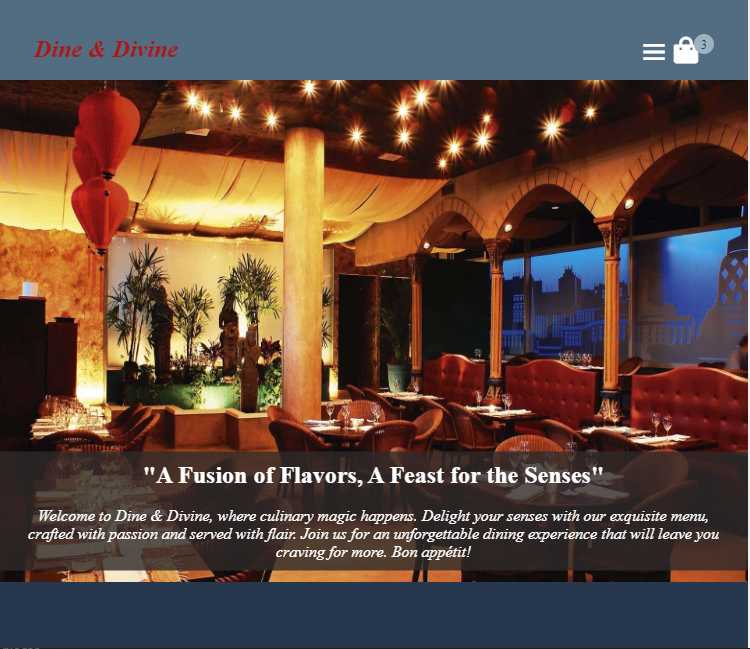 Dine & Divine
3
"A Fusion of Flavors, A Feast for the Senses"
Welcome to Dine & Divine, where culinary magic happens. Delight your senses with our exquisite menu,
crafted with passion and served with flair. Join us for an unforgettable dining experience that will leave you
craving for more. Bon appétit!